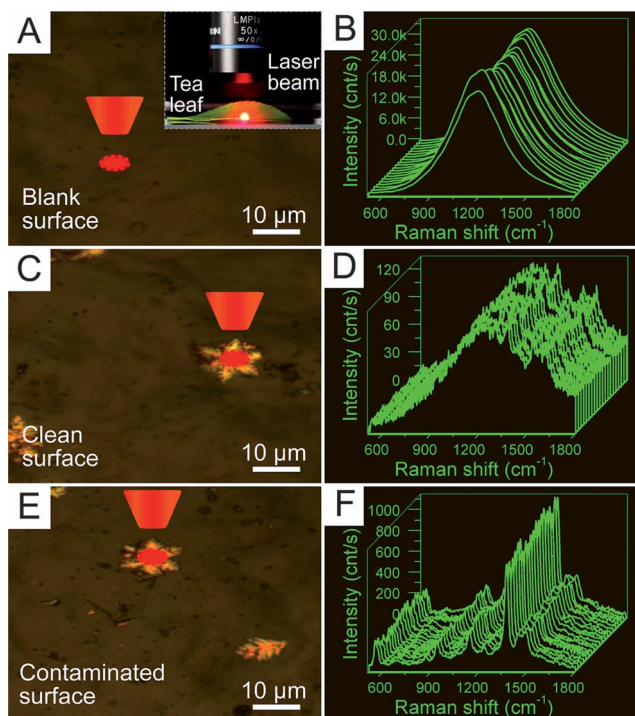 A
LMPla
50x
∞/0/
Tea
leaf
Laser
beam
Blank
surface
10 µm
B
Intensity (cnt/s)
30.0k
24.0k
18.0k
12.0k
6.0k
0.0
600
900
1200
1500
1800
Raman shift (cm⁻¹)
C
Clean
surface
10 µm
D
Intensity (cnt/s)
120
90
60
30
0
600
900
1200
1500
1800
Raman shift (cm⁻¹)
E
Contaminated
surface
10 µm
F
Intensity (cnt/s)
1000
800
600
400
200
0
600
900
1200
1500
1800
Raman shift (cm⁻¹)